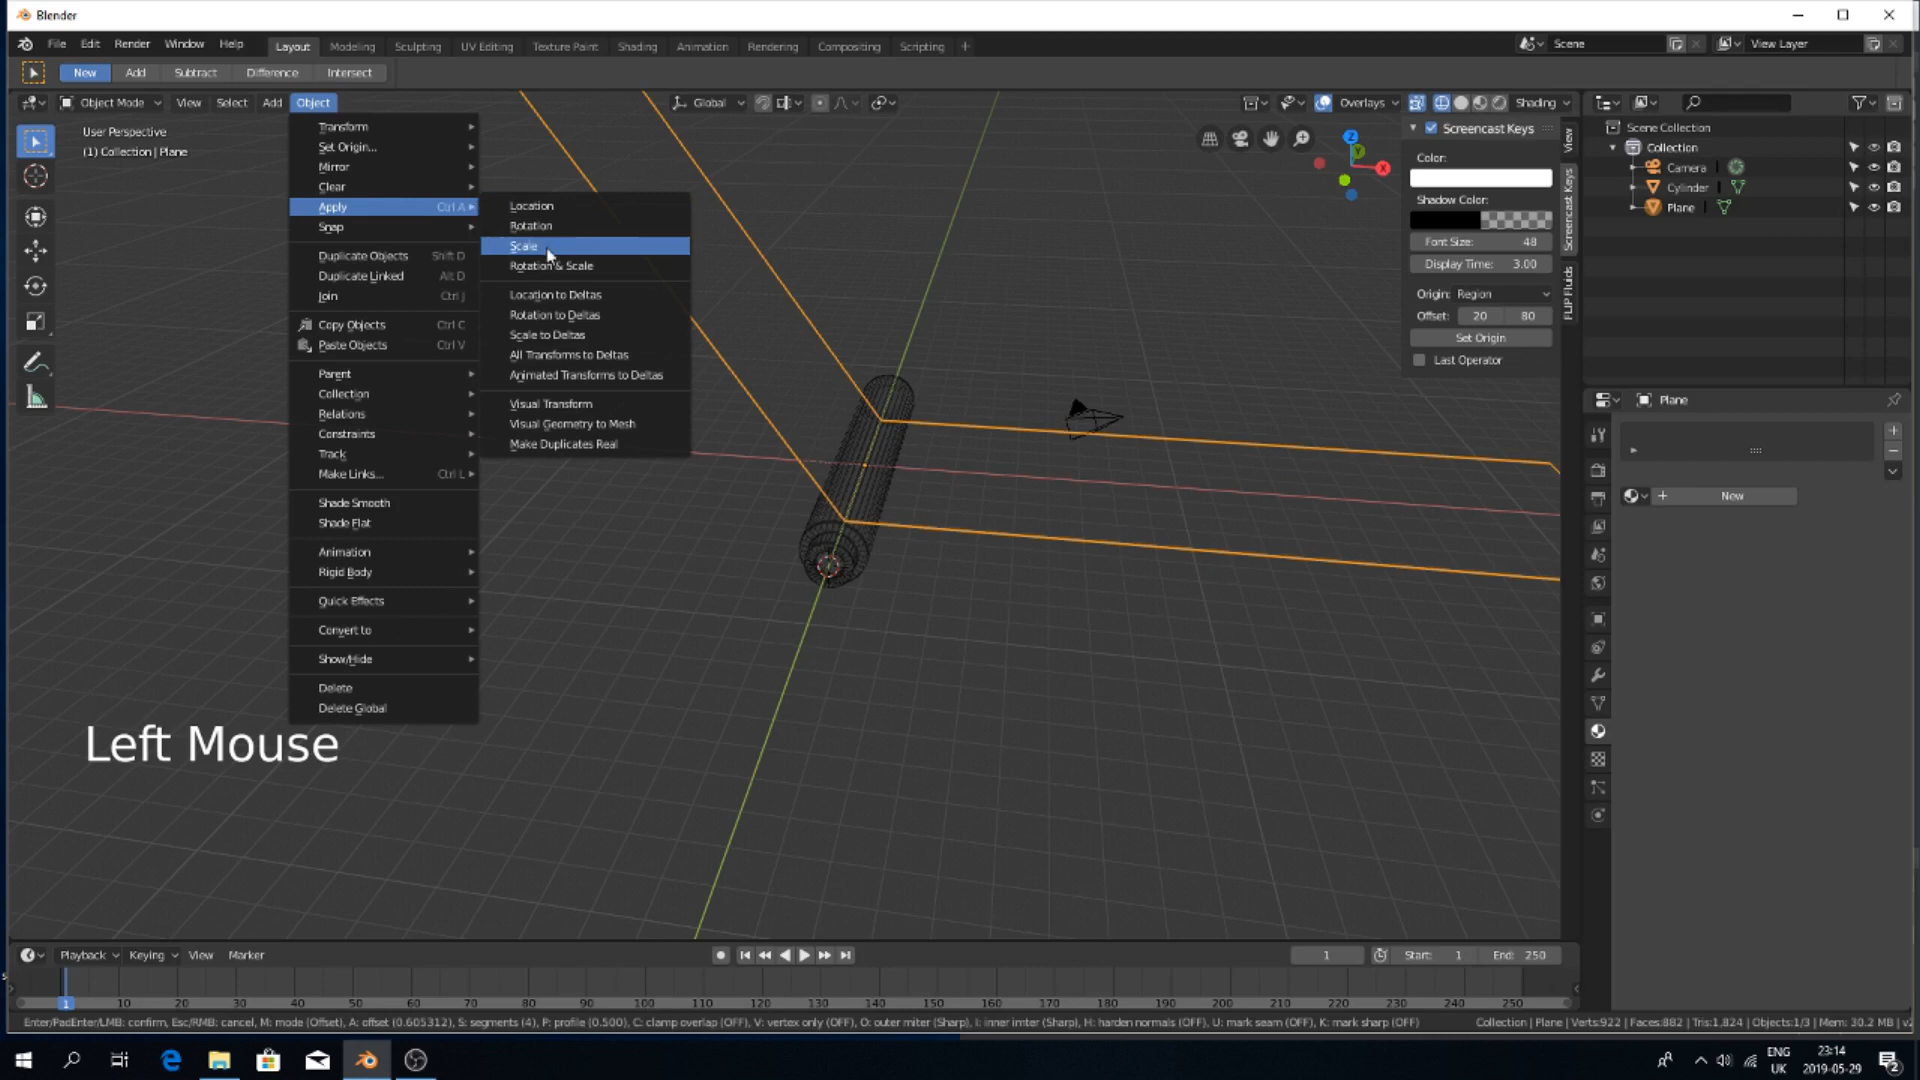 Blender
File Edit Render Window Help Layout Modeling Sculpting UV Editing Texture Paint Shading Animation Rendering Compositing Scripting + Scene View Layer
New Add Subtract Difference Intersect
Object Mode View Select Add Object Global Overlays Shading
User Perspective
(1) Collection | Plane
Transform
Set Origin...
Mirror
Clear
Apply Ctrl A
Snap
Duplicate Objects Shift D
Duplicate Linked Alt D
Join Ctrl J
Copy Objects Ctrl C
Paste Objects Ctrl V
Parent
Collection
Relations
Constraints
Track
Make Links... Ctrl L
Shade Smooth
Shade Flat
Animation
Rigid Body
Quick Effects
Convert to
Show/Hide
Delete
Delete Global
Location
Rotation
Scale
Rotation & Scale
Location to Deltas
Rotation to Deltas
Scale to Deltas
All Transforms to Deltas
Animated Transforms to Deltas
Visual Transform
Visual Geometry to Mesh
Make Duplicates Real
Z
Y
X
Screencast Keys
Color:
Shadow Color:
Font Size: 48
Display Time: 3.00
Origin: Region
Offset: 20 80
Set Origin
Last Operator
View
Screencast Keys
FLIP Fluids
Scene Collection
Collection
Camera
Cylinder
Plane
Plane
New
Left Mouse
Playback Keying View Marker 1 Start: 1 End: 250
1 10 20 30 40 50 60 70 80 90 100 110 120 130 140 150 160 170 180 190 200 210 220 230 240 250
Enter/PadEnter/LMB: confirm, Esc/RMB: cancel, M: mode (Offset), A: offset (0.605312), S: segments (4), P: profile (0.500), C: clamp overlap (OFF), V: vertex only (OFF), O: outer miter (Sharp), I: inner imter (Sharp), H: harden normals (OFF), U: mark seam (OFF), K: mark sharp (OFF) Collection | Plane | Verts:922 | Faces:882 | Tris:1,824 | Objects:1/3 | Mem: 30.2 MB |
ENG
UK
23:14
2019-05-29
2